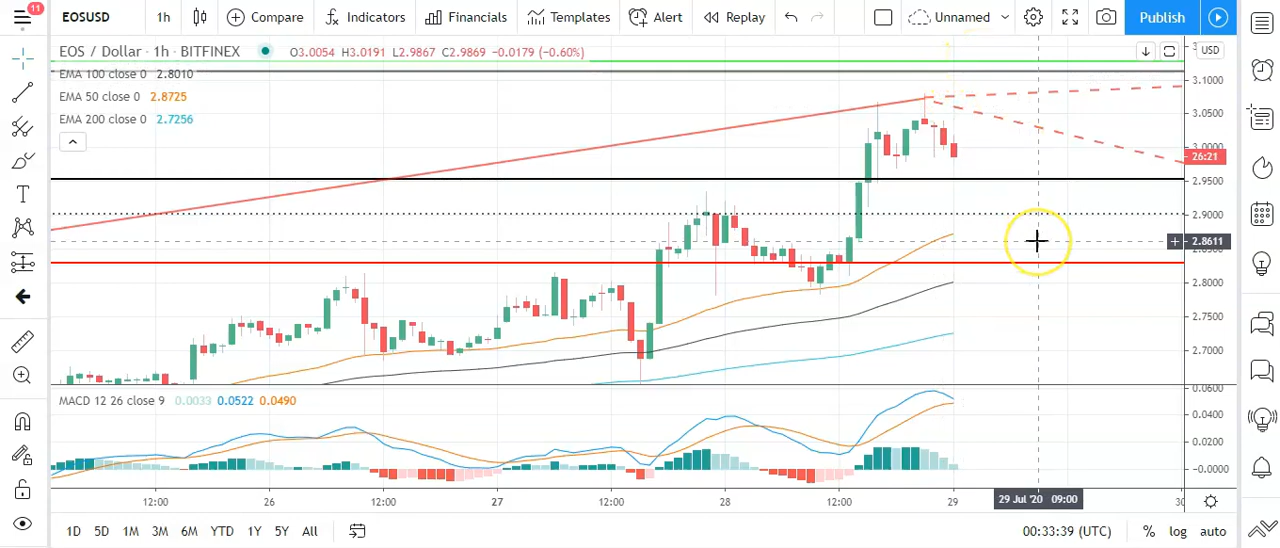 11
EOSUSD
1h
Compare
Indicators
Financials
Templates
Alert
Replay
Unnamed
Publish
EOS / Dollar · 1h · BITFINEX
O3.0054 H3.0191 L2.9867 C2.9869 −0.0179 (−0.60%)
EMA 100 close 0 2.8010
EMA 50 close 0 2.8725
EMA 200 close 0 2.7256
USD
3.1000
3.0500
3.0000
26:21
2.9500
2.9000
2.8611
2.8000
2.7500
2.7000
MACD 12 26 close 9 0.0033 0.0522 0.0490
0.0600
0.0400
0.0200
−0.0000
12:00
26
12:00
27
12:00
28
12:00
29
29 Jul '20 09:00
30
1D 5D 1M 3M 6M YTD 1Y 5Y All
00:33:39 (UTC)
% log auto